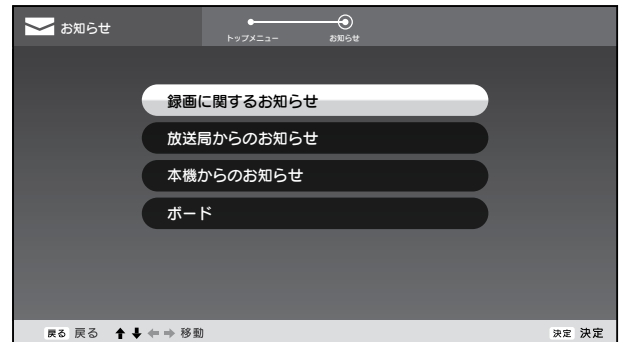 お知らせ
トップメニュー お知らせ
録画に関するお知らせ
放送局からのお知らせ
本機からのお知らせ
ボード
戻る 戻る ↑↓←→ 移動 決定 決定